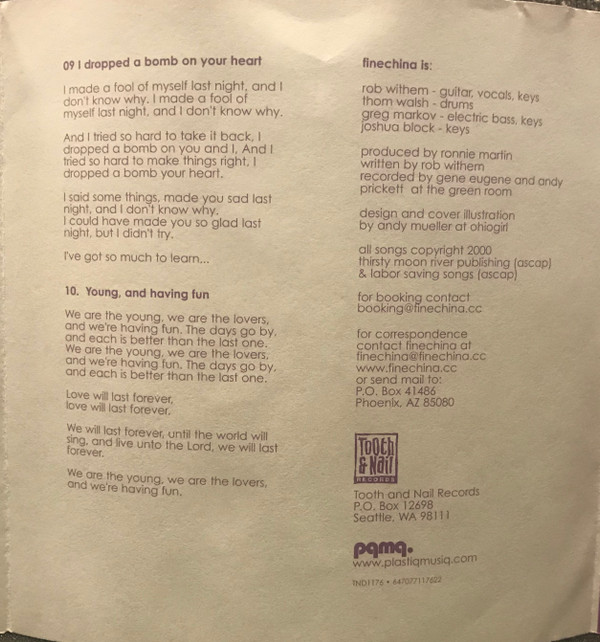 09 I dropped a bomb on your heart
I made a fool of myself last night, and I
don't know why. I made a fool of
myself last night, and I don't know why.
And I tried so hard to take it back, I
dropped a bomb on you and I. And I
tried so hard to make things right, I
dropped a bomb your heart.
I said some things, made you sad last
night, and I don't know why.
I could have made you so glad last
night, but I didn't try.
I've got so much to learn...
10. Young, and having fun
We are the young, we are the lovers,
and we're having fun. The days go by,
and each is better than the last one.
We are the young, we are the lovers,
and we're having fun. The days go by,
and each is better than the last one.
Love will last forever,
love will last forever.
We will last forever, until the world will
sing, and live unto the Lord, we will last
forever.
We are the young, we are the lovers,
and we're having fun.
finechina is:
rob withem - guitar, vocals, keys
thom walsh - drums
greg markov - electric bass, keys
joshua block - keys
produced by ronnie martin
written by rob withem
recorded by gene eugene and andy
prickett at the green room
design and cover illustration
by andy mueller at ohiogirl
all songs copyright 2000
thirsty moon river publishing (ascap)
& labor saving songs (ascap)
for booking contact
booking@finechina.cc
for correspondence
contact finechina at
finechina@finechina.cc
www.finechina.cc
or send mail to:
P.O. Box 41486
Phoenix, AZ 85080
Tooth
& Nail
RECORDS
Tooth and Nail Records
P.O. Box 12698
Seattle, WA 98111
pqmq.
www.plastiqmusiq.com
TND1176 • 647077117622